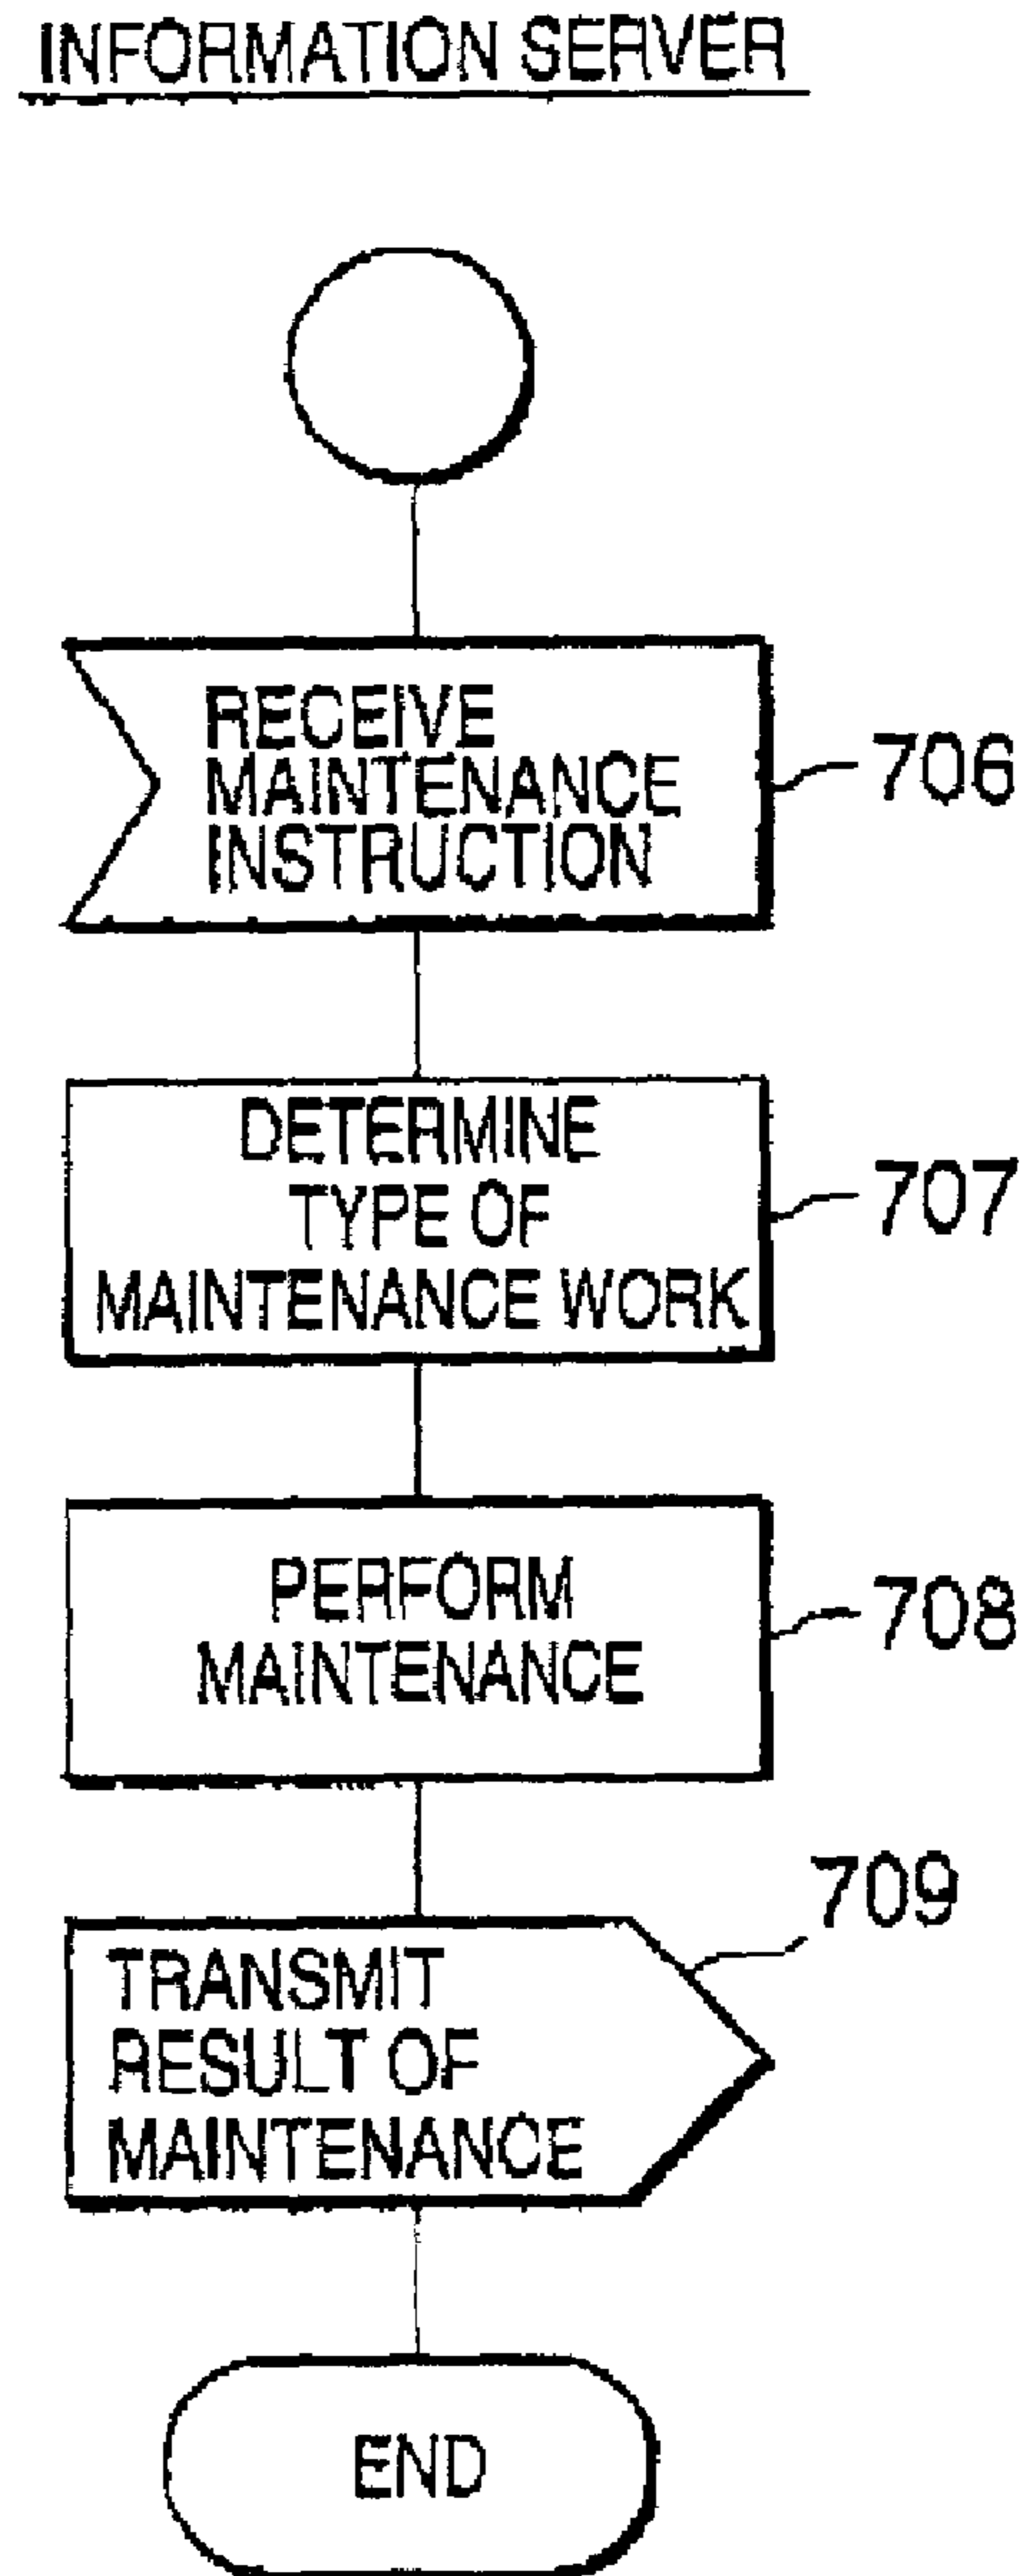 INFORMATION SERVER
RECEIVE
MAINTENANCE
INSTRUCTION
706
DETERMINE
TYPE OF
MAINTENANCE WORK
707
PERFORM
MAINTENANCE
708
709
TRANSMIT
RESULT OF
MAINTENANCE
END